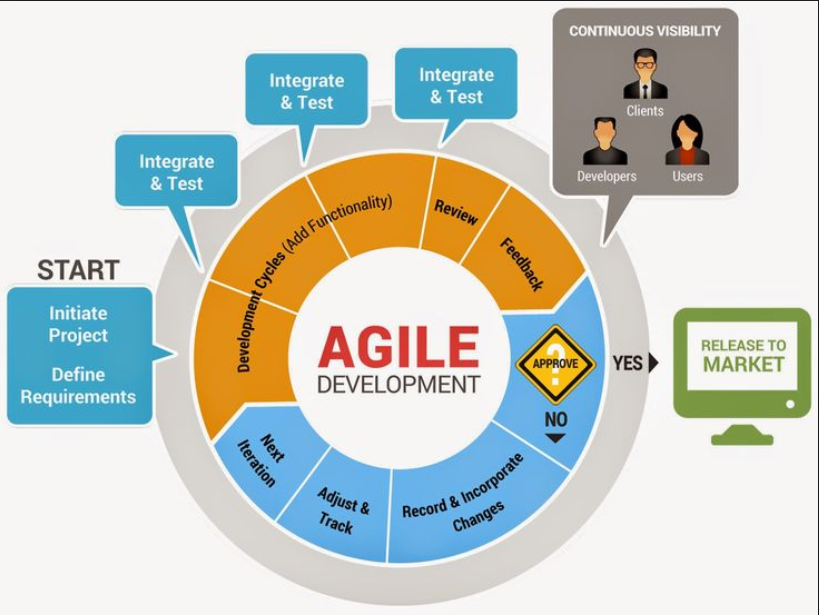 Integrate
& Test
Integrate
& Test
Integrate
& Test
CONTINUOUS VISIBILITY
Clients
Developers
Users
START
Initiate
Project
Define
Requirements
Development Cycles (Add Functionality)
Review
Feedback
AGILE
DEVELOPMENT
?
APPROVE
YES
NO
RELEASE TO
MARKET
Record & Incorporate
Changes
Adjust &
Track
Next
Iteration